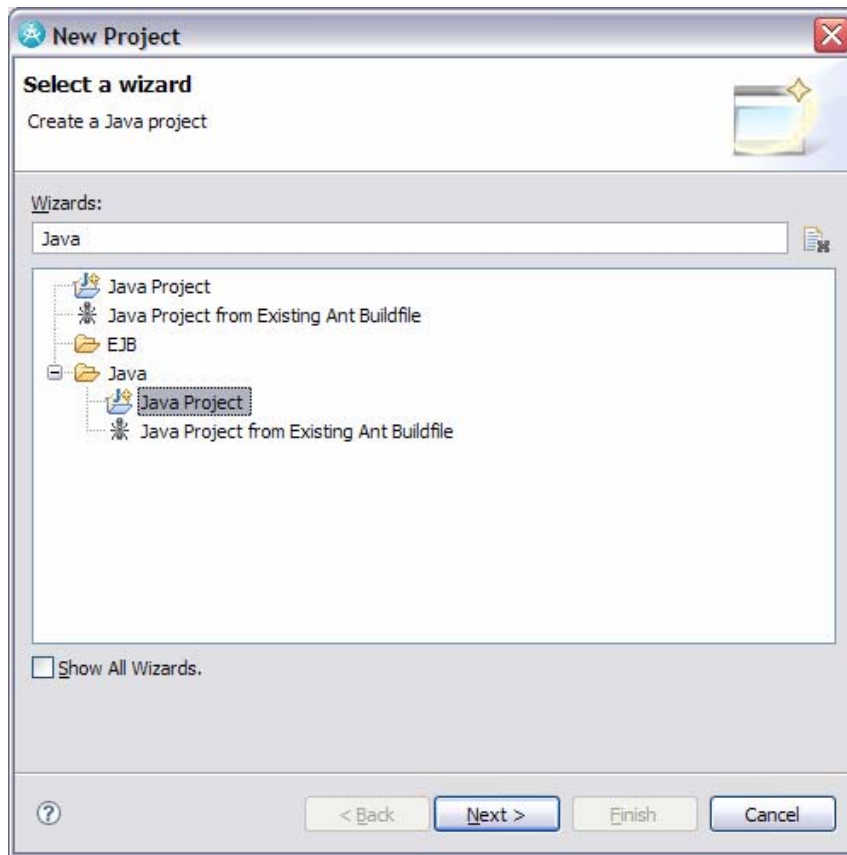 New Project
Select a wizard
Create a Java project
Wizards:
Java
Java Project
Java Project from Existing Ant Buildfile
EJB
Java
Java Project
Java Project from Existing Ant Buildfile
Show All Wizards.
< Back Next > Finish Cancel